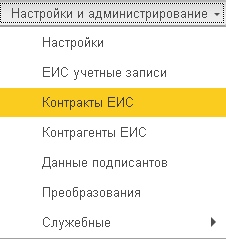 Настройки и администрирование
Настройки
ЕИС учетные записи
Контракты ЕИС
Контрагенты ЕИС
Данные подписантов
Преобразования
Служебные